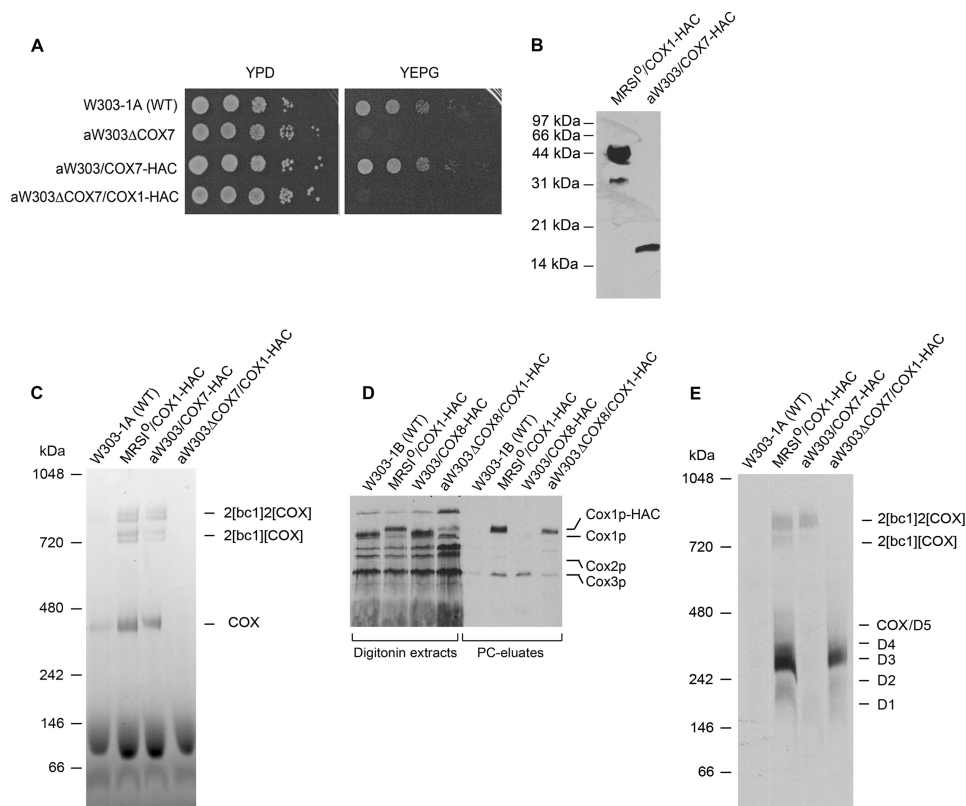 A
YPD
YEPG
W303-1A (WT)
aW303ΔCOX7
aW303/COX7-HAC
aW303ΔCOX7/COX1-HAC
B
MRSIᴼ/COX1-HAC
aW303/COX7-HAC
97 kDa
66 kDa
44 kDa
31 kDa
21 kDa
14 kDa
C
W303-1A (WT)
MRSIᴼ/COX1-HAC
aW303/COX7-HAC
aW303ΔCOX7/COX1-HAC
kDa
1048
720
480
242
146
66
2[bc1]2[COX]
2[bc1][COX]
COX
D
W303-1B (WT)
MRSIᴼ/COX1-HAC
W303/COX8-HAC
aW303ΔCOX8/COX1-HAC
W303-1B (WT)
MRSIᴼ/COX1-HAC
W303/COX8-HAC
aW303ΔCOX8/COX1-HAC
Cox1p-HAC
Cox1p
Cox2p
Cox3p
Digitonin extracts
PC-eluates
E
W303-1A (WT)
MRSIᴼ/COX1-HAC
aW303/COX7-HAC
aW303ΔCOX7/COX1-HAC
kDa
1048
720
480
242
146
66
2[bc1]2[COX]
2[bc1][COX]
COX/D5
D4
D3
D2
D1